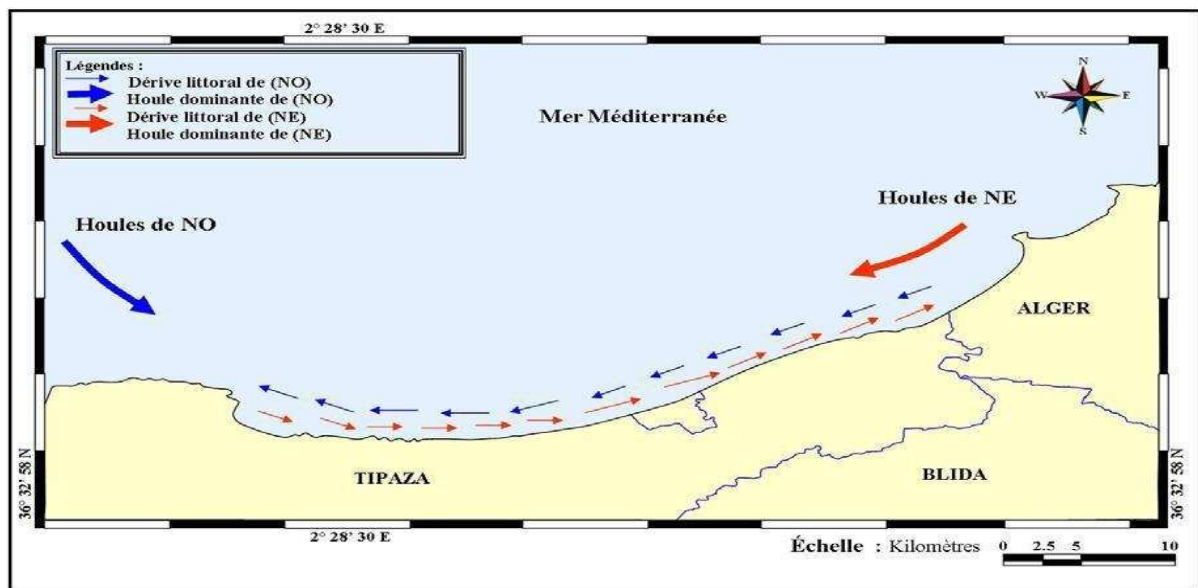 2° 28' 30 E
Légendes :
Dérive littoral de (NO)
Houle dominante de (NO)
Dérive littoral de (NE)
Houle dominante de (NE)
N
W E
S
Mer Méditerranée
Houles de NE
Houles de NO
ALGER
TIPAZA
BLIDA
36° 32' 58 N
36° 32' 58 N
2° 28' 30 E
Échelle : Kilomètres 0 2.5 5 10